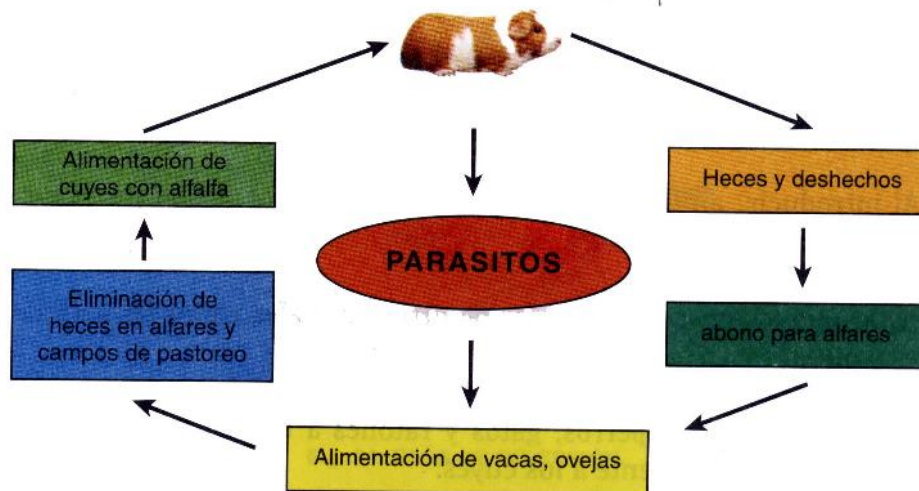 Alimentación de
cuyes con alfalfa
Heces y deshechos
PARASITOS
Eliminación de
heces en alfares y
campos de pastoreo
abono para alfares
Alimentación de vacas, ovejas